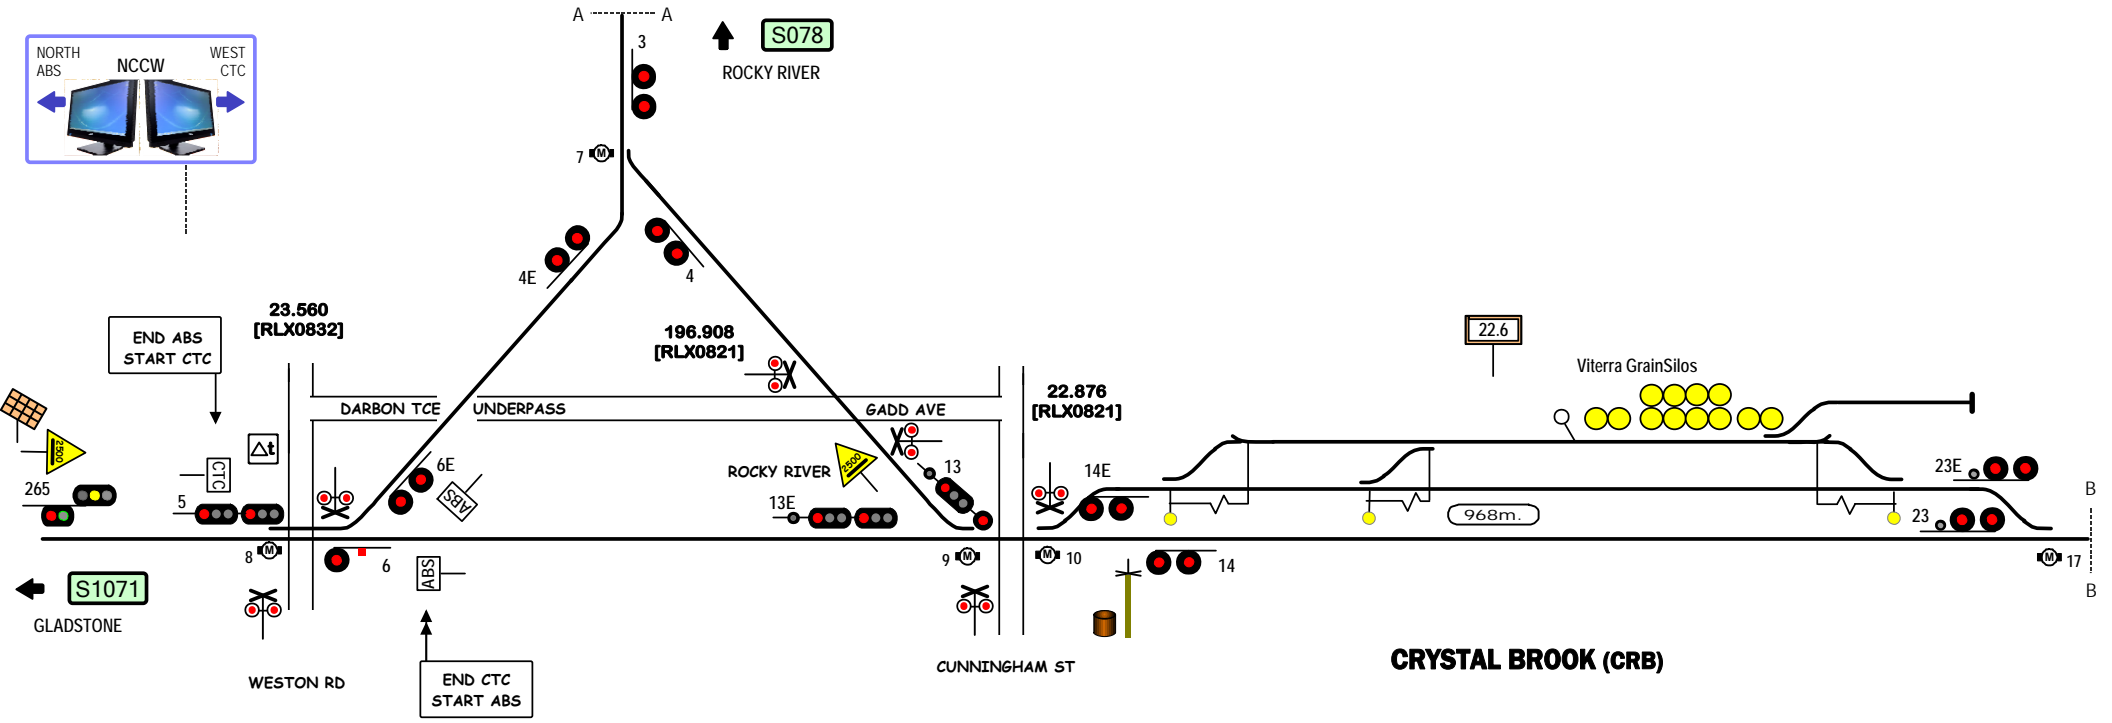 A A
S078
ROCKY RIVER
NORTH WEST
ABS NCCW CTC
3
M
7
4E
4
23.560
[RLX0832]
END ABS
START CTC
196.908
[RLX0821]
22.6
Viterra GrainSilos
22.876
[RLX0821]
DARBON TCE UNDERPASS GADD AVE
2500
Δt
CTC
265
5
6E
ABS
ROCKY RIVER
2500
13
13E
14E
23E
968m.
23
B
8 M
6
ABS
9 M
M 10
14
M 17
B
S1071
GLADSTONE
WESTON RD
END CTC
START ABS
CUNNINGHAM ST
CRYSTAL BROOK (CRB)